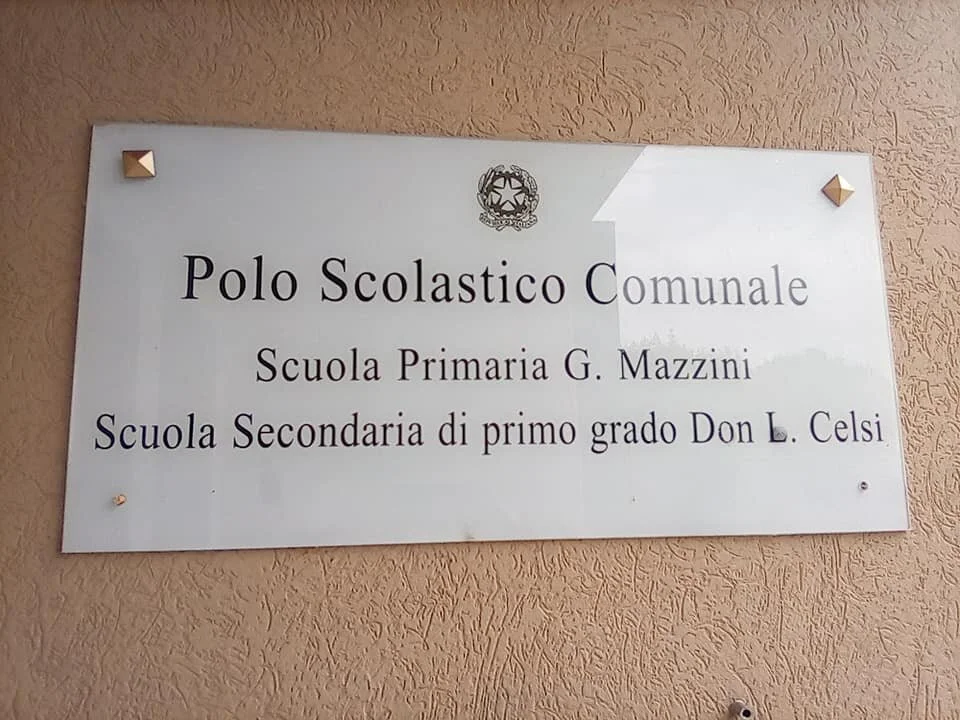 Polo Scolastico Comunale
Scuola Primaria G. Mazzini
Scuola Secondaria di primo grado Don L. Celsi